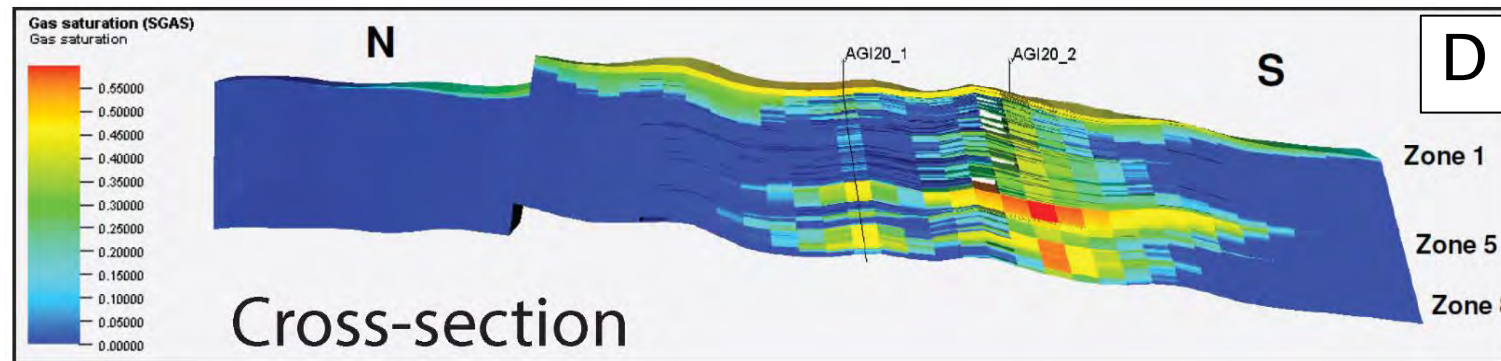 Gas saturation (SGAS)
Gas saturation
N
AGI20_1
AGI20_2
S
D
0.55000
0.50000
0.45000
0.40000
0.35000
0.30000
0.25000
0.20000
0.15000
0.10000
0.05000
0.00000
Zone 1
Zone 5
Zone
Cross-section